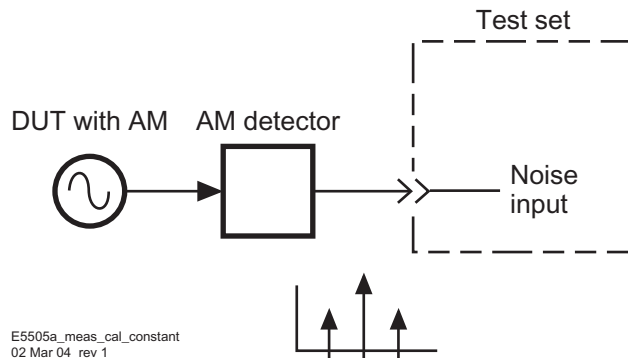 Test set
DUT with AM
AM detector
Noise
input
E5505a_meas_cal_constant
02 Mar 04 rev 1